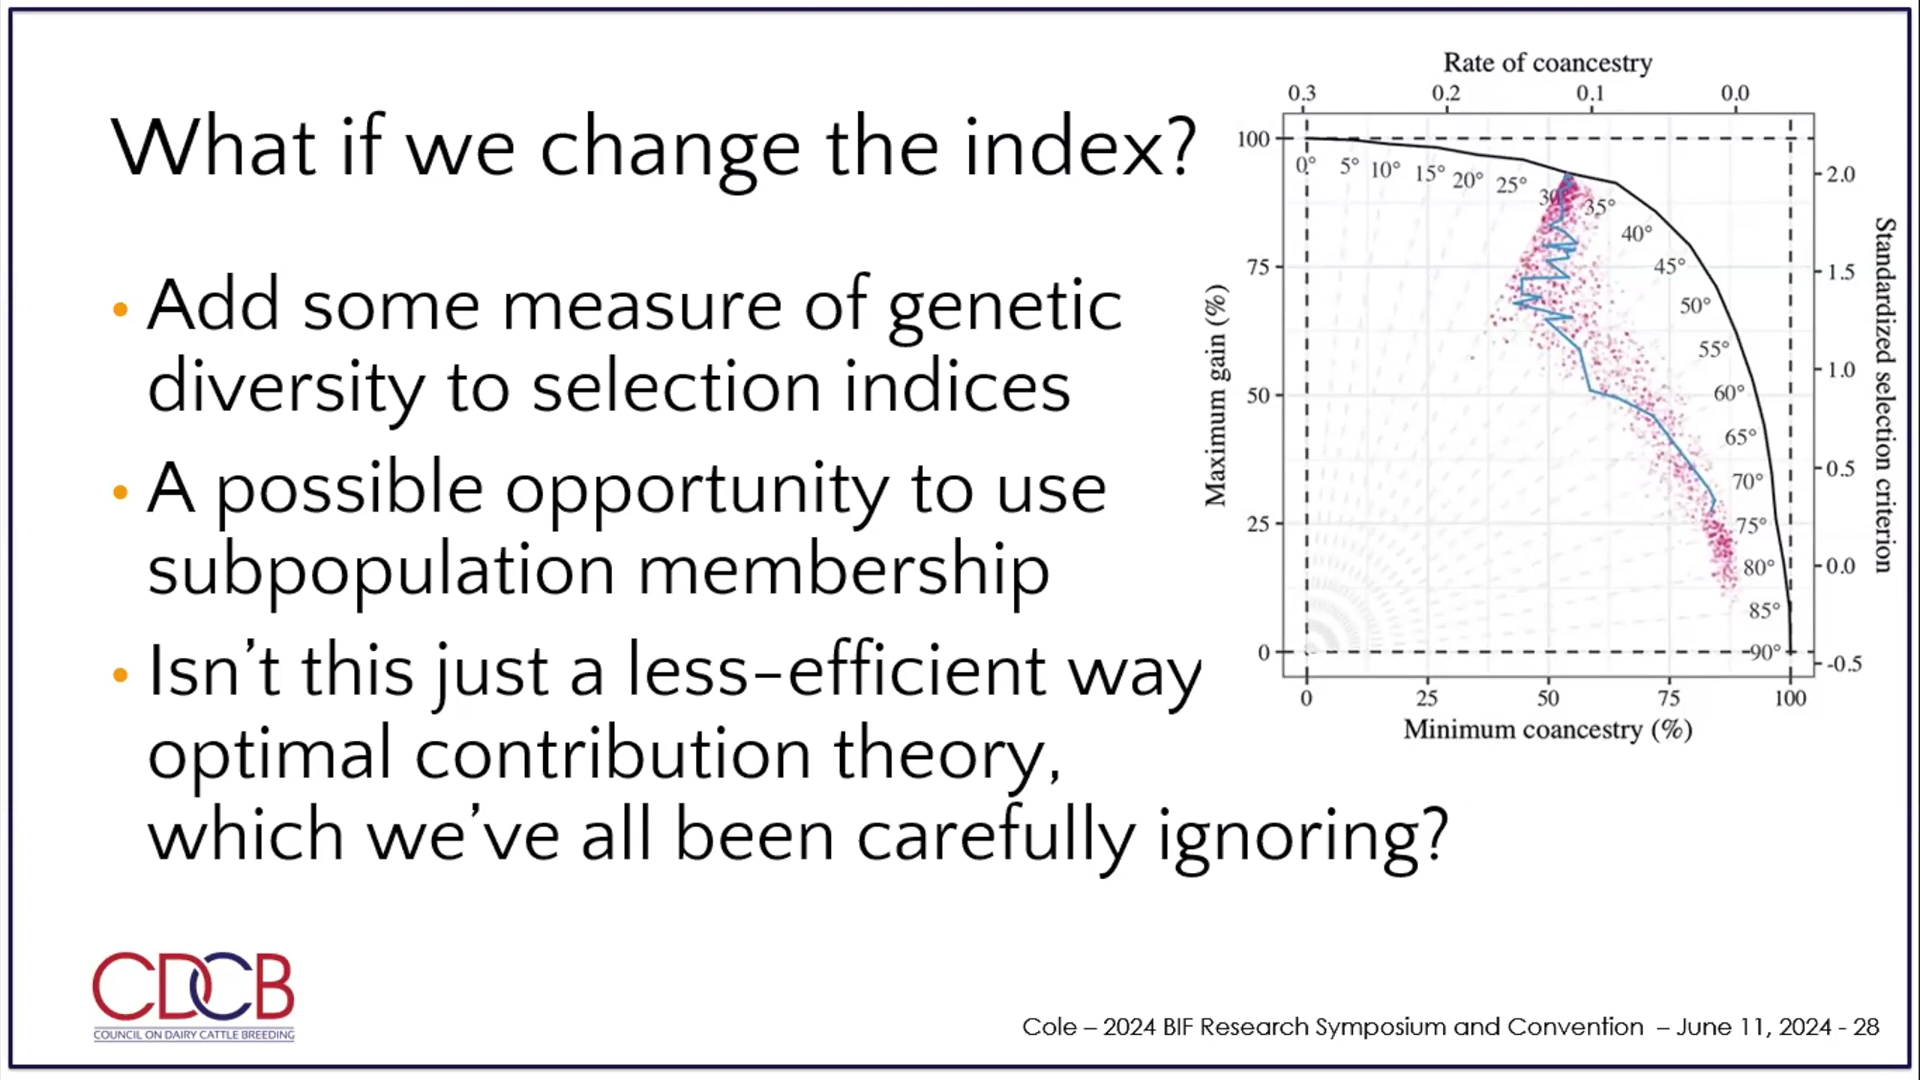 What if we change the index?
• Add some measure of genetic
diversity to selection indices
• A possible opportunity to use
subpopulation membership
• Isn't this just a less-efficient way
optimal contribution theory,
which we've all been carefully ignoring?
Rate of coancestry
0.3 0.2 0.1 0.0
100
75
50
25
0
Maximum gain (%)
0° 5° 10° 15° 20° 25° 30° 35° 40° 45° 50° 55° 60° 65° 70° 75° 80° 85° 90°
2.0
1.5
1.0
0.5
0.0
-0.5
Standardized selection criterion
0 25 50 75 100
Minimum coancestry (%)
CDCB
COUNCIL ON DAIRY CATTLE BREEDING
Cole – 2024 BIF Research Symposium and Convention – June 11, 2024 - 28